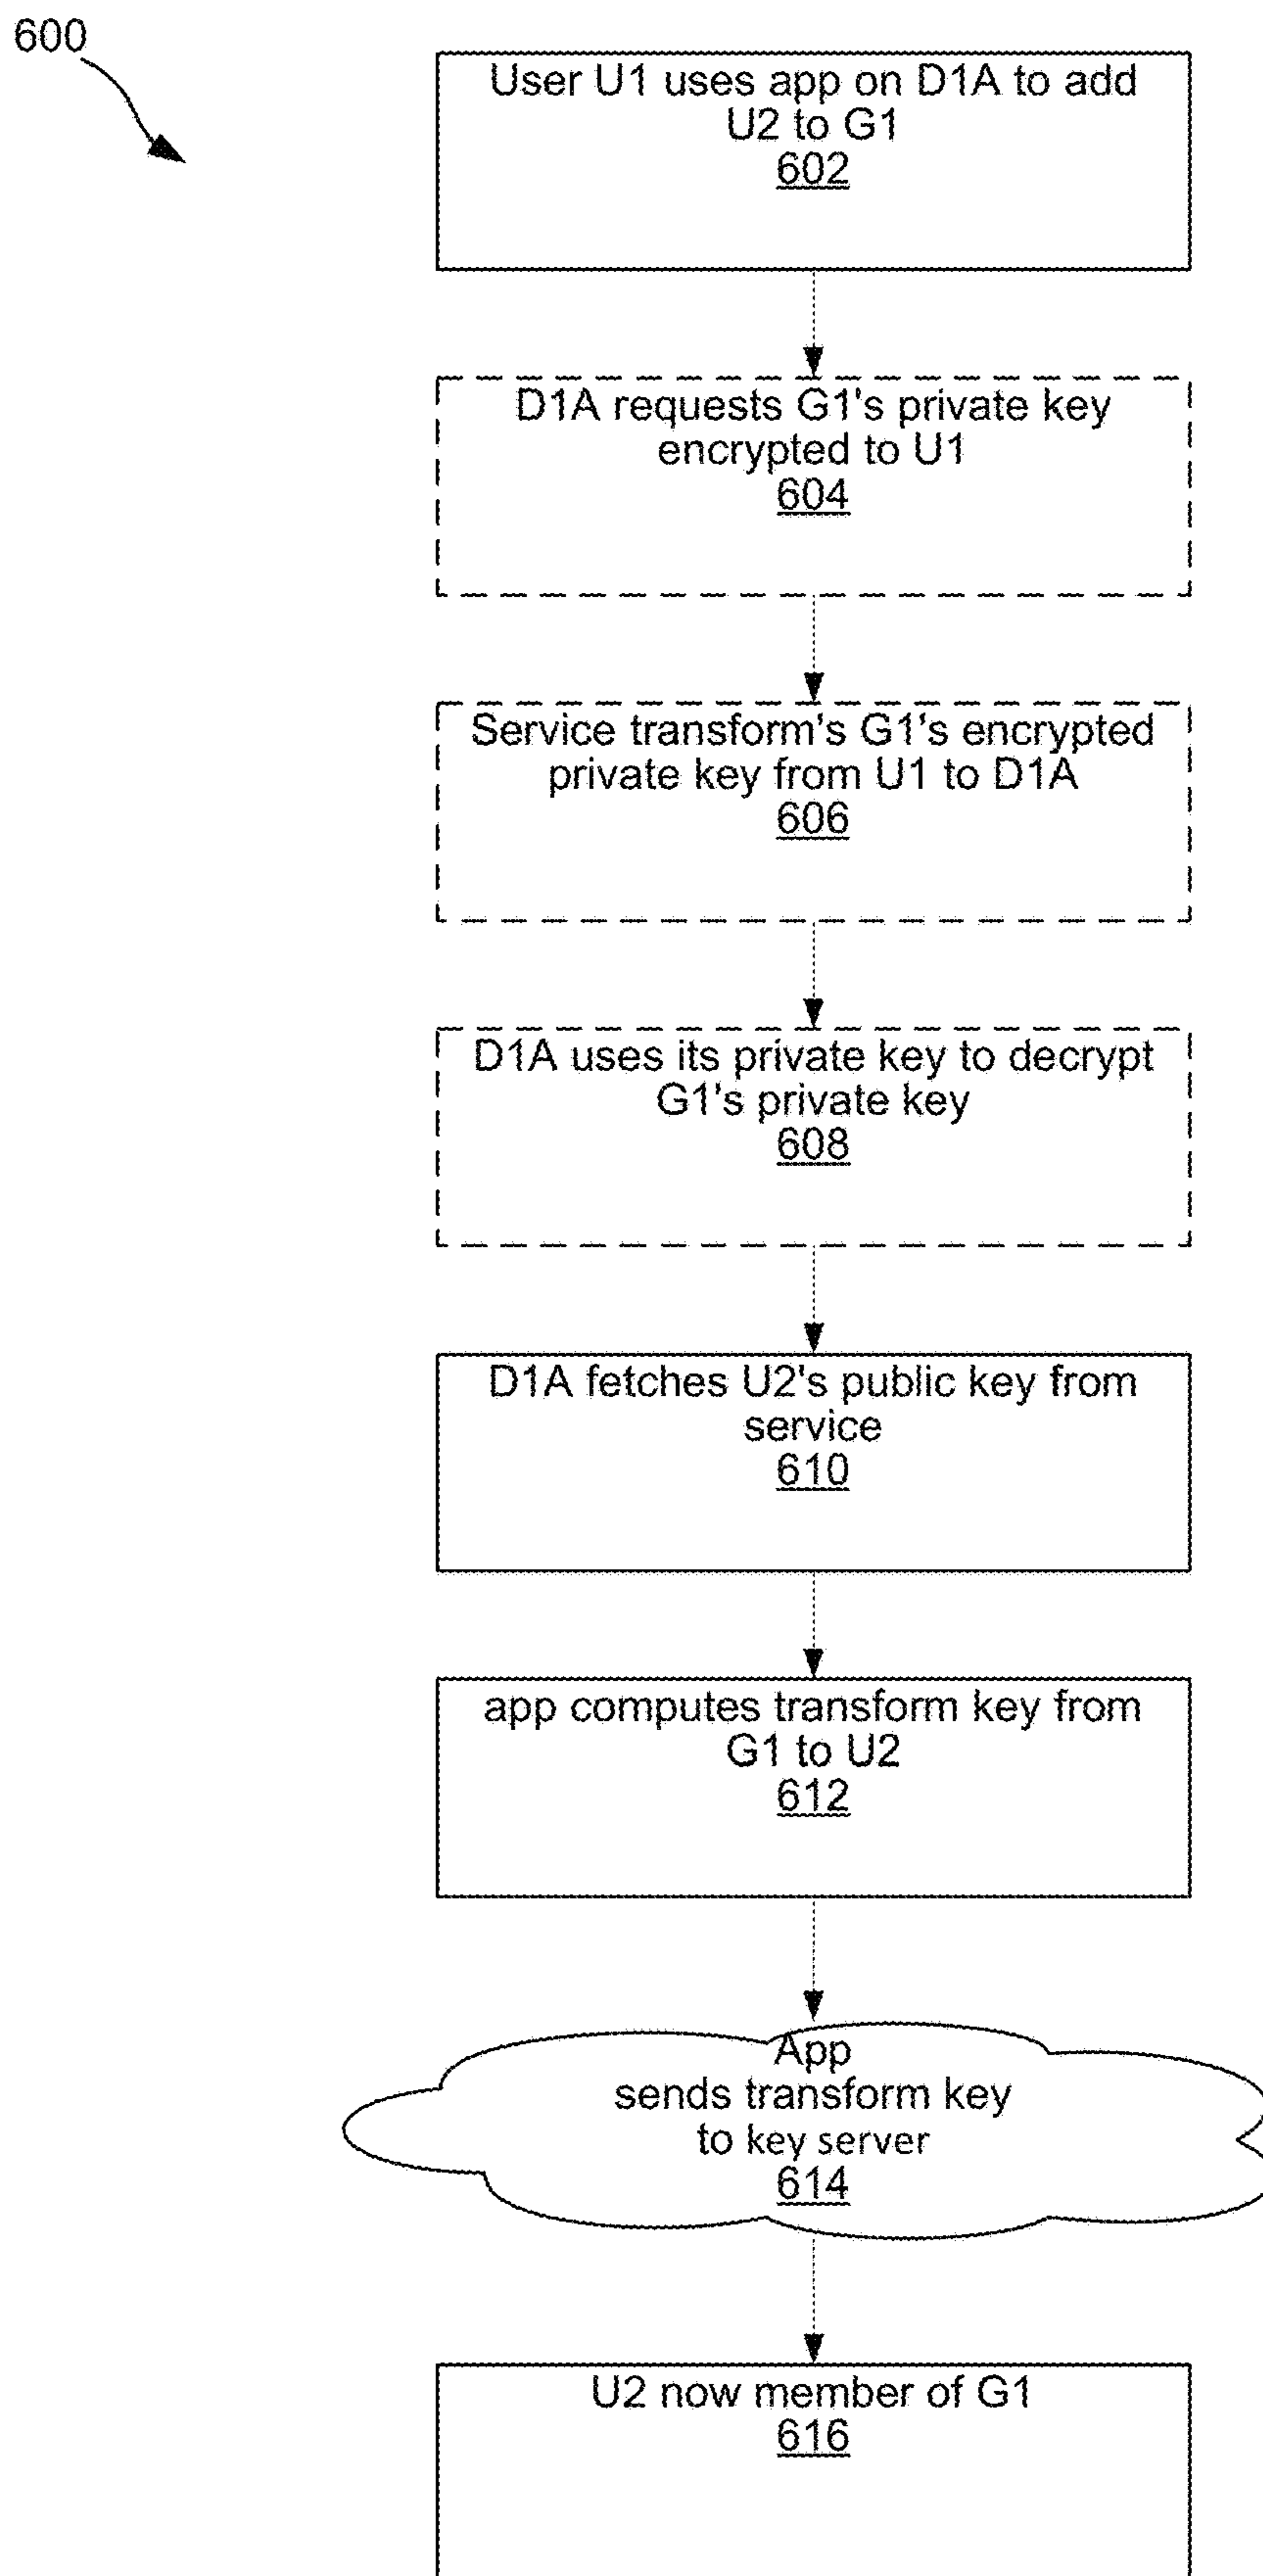 600
User U1 uses app on D1A to add
U2 to G1
602
D1A requests G1's private key
encrypted to U1
604
Service transform's G1's encrypted
private key from U1 to D1A
606
D1A uses its private key to decrypt
G1's private key
608
D1A fetches U2's public key from
service
610
app computes transform key from
G1 to U2
612
App
sends transform key
to key server
614
U2 now member of G1
616